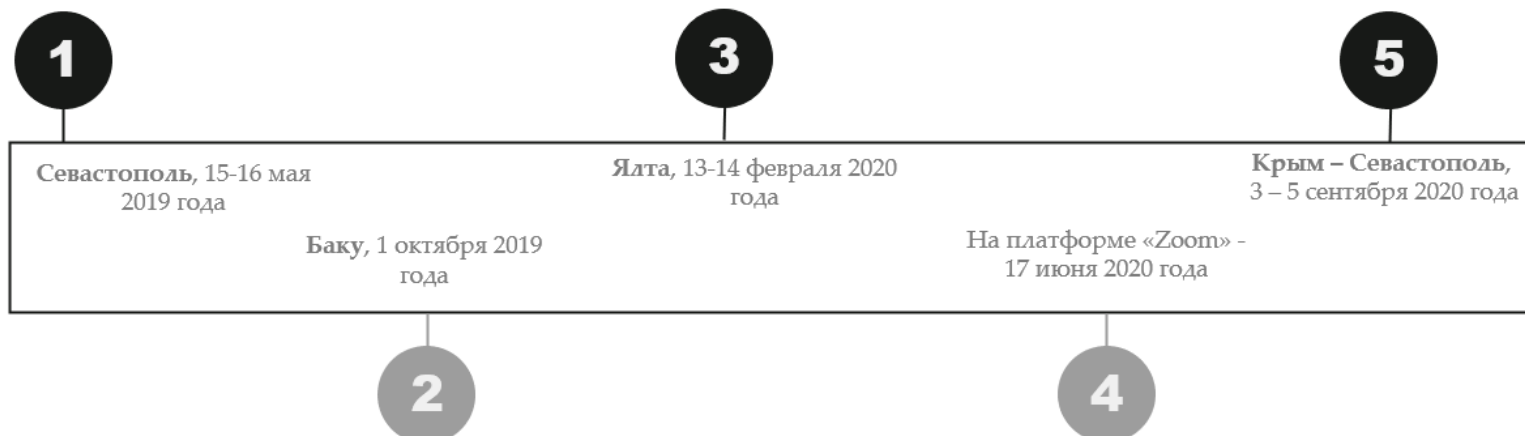 1
3
5
Севастополь, 15-16 мая
2019 года
Баку, 1 октября 2019
года
Ялта, 13-14 февраля 2020
года
На платформе «Zoom» -
17 июня 2020 года
Крым – Севастополь,
3 – 5 сентября 2020 года
2
4